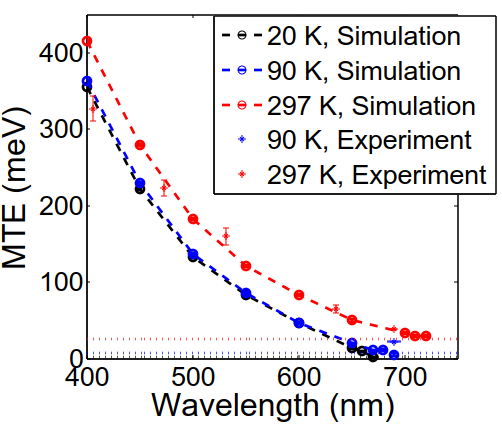 MTE (meV)
400
300
200
100
0
20 K, Simulation
90 K, Simulation
297 K, Simulation
90 K, Experiment
297 K, Experiment
400 500 600 700
Wavelength (nm)